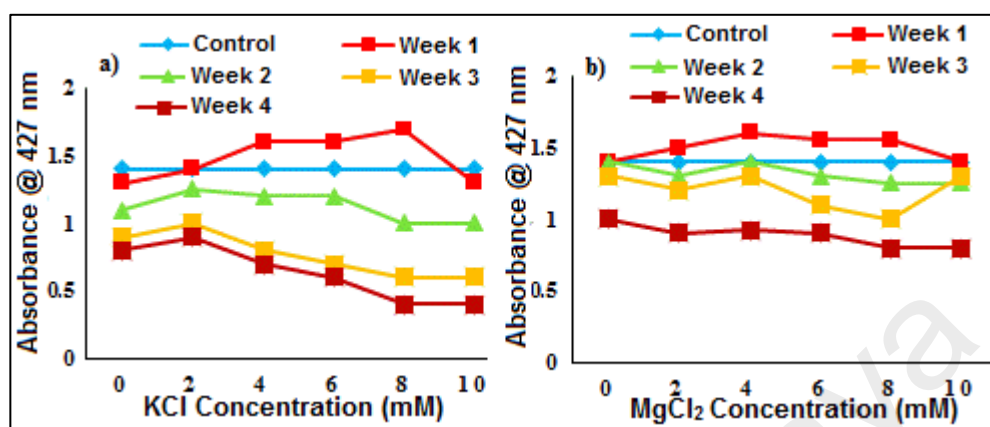 a)
Control
Week 1
Week 2
Week 3
Week 4
2
1.5
1
0.5
0
Absorbance @ 427 nm
0 2 4 6 8 10
KCl Concentration (mM)
b)
Control
Week 1
Week 2
Week 3
Week 4
2
1.5
1
0.5
0
Absorbance @ 427 nm
0 2 4 6 8 10
MgCl₂ Concentration (mM)
ya